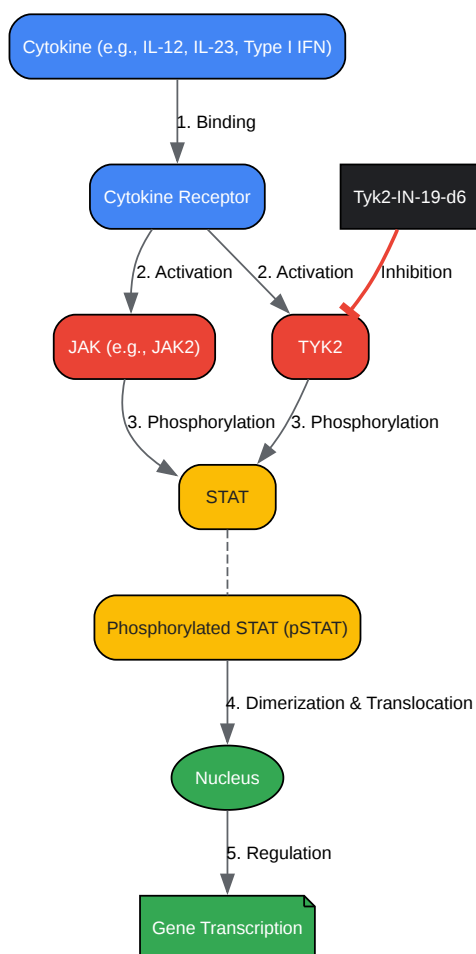 Cytokine (e.g., IL-12, IL-23, Type I IFN)
1. Binding
Cytokine Receptor
Tyk2-IN-19-d6
2. Activation
2. Activation
Inhibition
JAK (e.g., JAK2)
TYK2
3. Phosphorylation
3. Phosphorylation
STAT
Phosphorylated STAT (pSTAT)
4. Dimerization & Translocation
Nucleus
5. Regulation
Gene Transcription